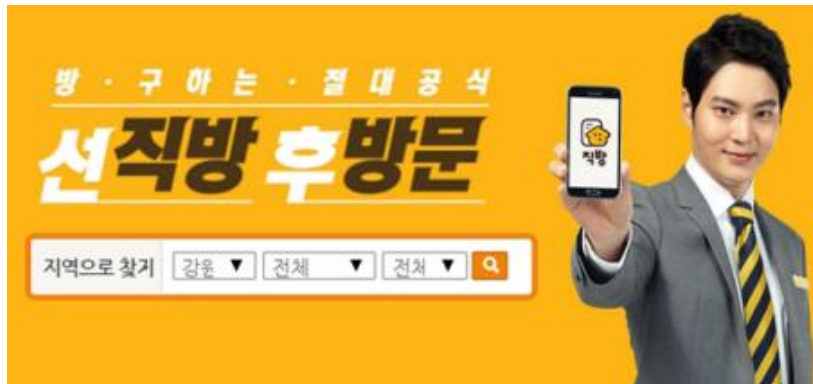 방·구하는·절대공식
선직방 후방문
직방
지역으로 찾기 강원 ▼ 전체 ▼ 전체 ▼